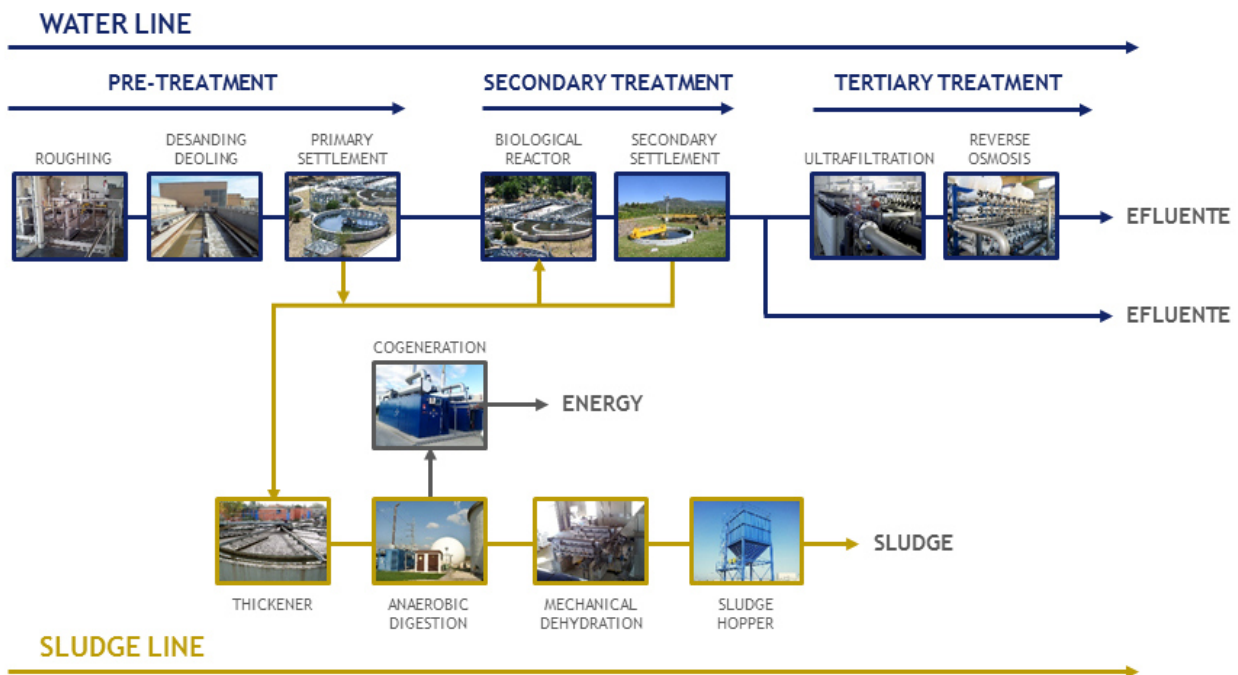 WATER LINE
PRE-TREATMENT
SECONDARY TREATMENT
TERTIARY TREATMENT
ROUGHING
DESANDING
DEOLING
PRIMARY
SETTLEMENT
BIOLOGICAL
REACTOR
SECONDARY
SETTLEMENT
ULTRAFILTRATION
REVERSE
OSMOSIS
EFLUENTE
EFLUENTE
COGENERATION
ENERGY
SLUDGE
THICKENER
ANAEROBIC
DIGESTION
MECHANICAL
DEHYDRATION
SLUDGE
HOPPER
SLUDGE LINE